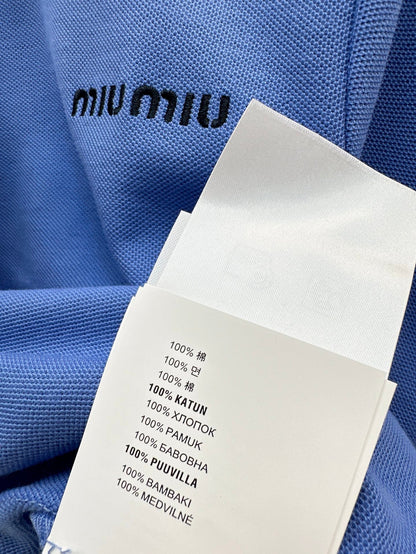 miu miu
100% 棉
100% 면
100% 棉
100% KATUN
100% ХЛОПОК
100% PAMUK
100% БАВОВНА
100% PUUVILLA
100% BAMBAKI
100% MEDVILNĖ